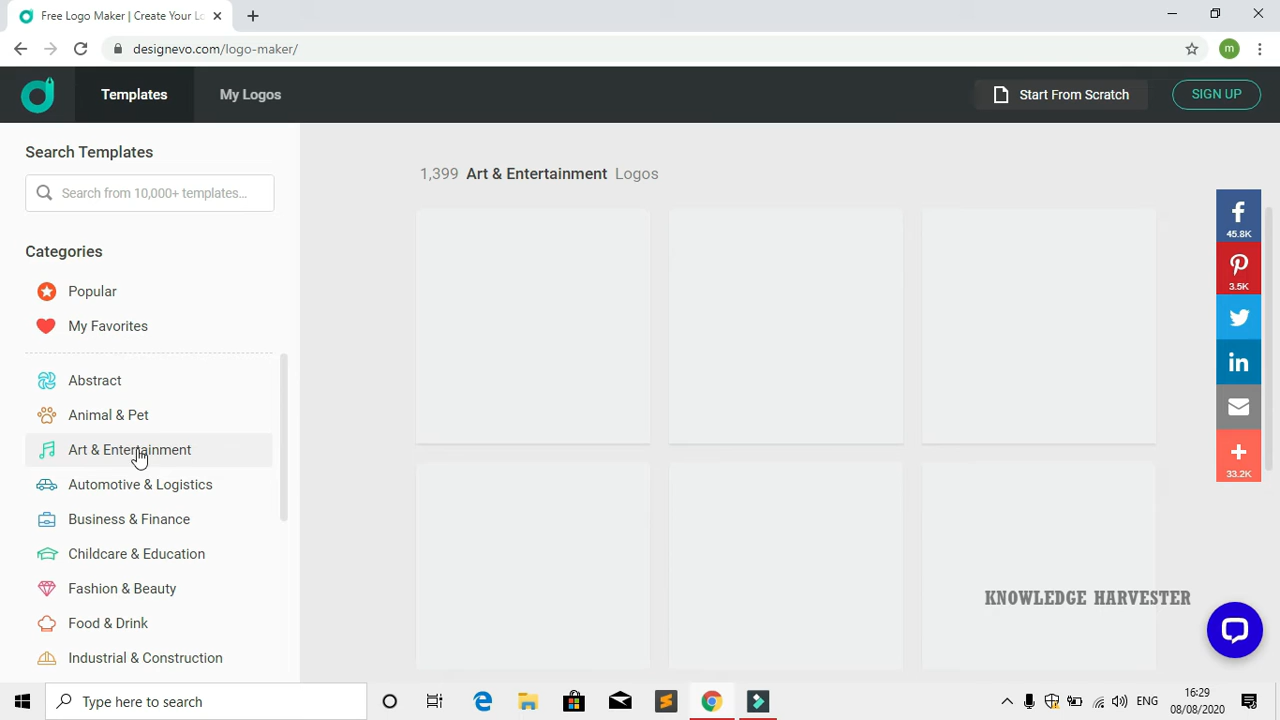 Free Logo Maker | Create Your Lo
designevo.com/logo-maker/
m
Templates
My Logos
Start From Scratch
SIGN UP
Search Templates
Search from 10,000+ templates...
Categories
Popular
My Favorites
Abstract
Animal & Pet
Art & Entertainment
Automotive & Logistics
Business & Finance
Childcare & Education
Fashion & Beauty
Food & Drink
Industrial & Construction
1,399 Art & Entertainment Logos
45.8K
3.5K
in
33.2K
KNOWLEDGE HARVESTER
Type here to search
ENG
16:29
08/08/2020